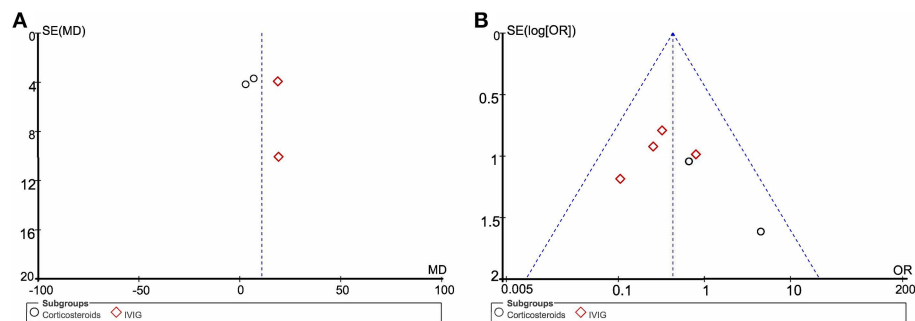 A
SE(MD)
0
4
8
12
16
20
-100
-50
0
50
100
MD
Subgroups
Corticosteroids
IVIG
B
SE(log[OR])
0
0.5
1
1.5
2
0.005
0.1
1
10
200
OR
Subgroups
Corticosteroids
IVIG